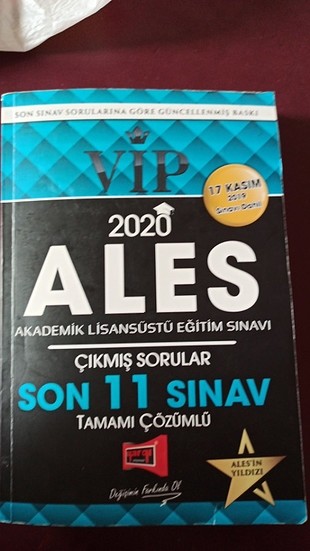 SON SINAV SORULARINA GÖRE GÜNCELLENMİŞ BASKI
VİP
17 KASIM
2019
Sınavı Dahil
2020
ALES
AKADEMİK LİSANSÜSTÜ EĞİTİM SINAVI
ÇIKMIŞ SORULAR
SON 11 SINAV
TAMAMI ÇÖZÜMLÜ
yargı
Değişimin Farkında Ol
ALES'İN
YILDIZI